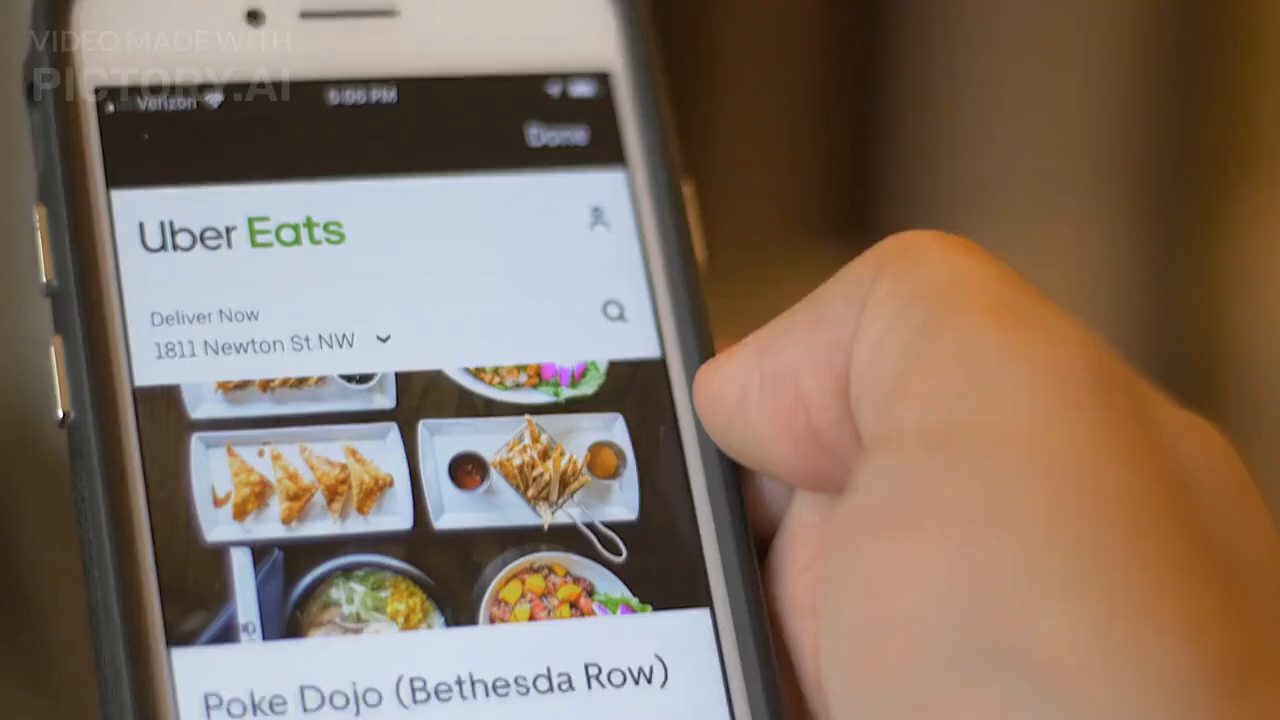 VIDEO MADE WITH
PICTORY.AI
Verizon
5:05 PM
Done
Uber Eats
Deliver Now
1811 Newton St NW
Poke Dojo (Bethesda Row)